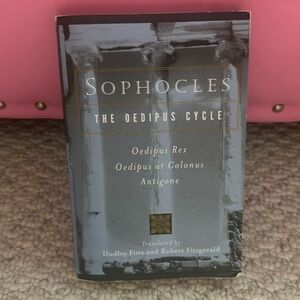 SOPHOCLES
THE OEDIPUS CYCLE
Oedipus Rex
Oedipus at Colonus
Antigone
Translated by
Dudley Fitts and Robert Fitzgerald